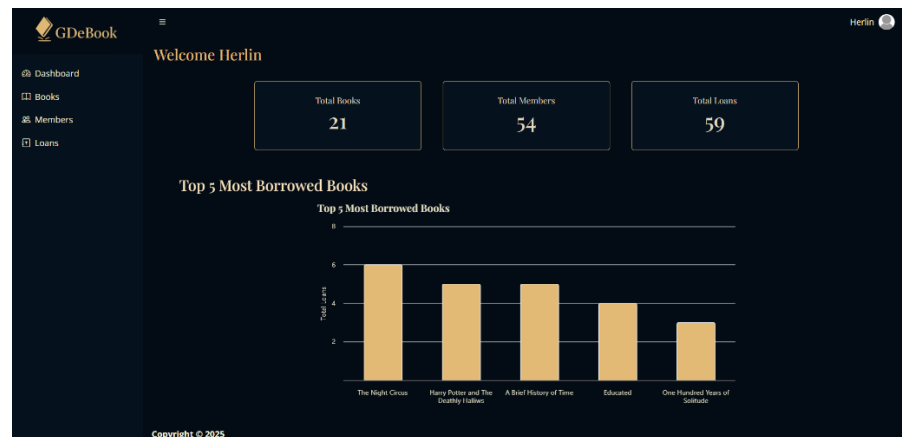 GDeBook
Herlin
Welcome Herlin
Dashboard
Books
Members
Loans
Total Books
21
Total Members
54
Total Loans
59
Top 5 Most Borrowed Books
Top 5 Most Borrowed Books
8
6
4
2
Total Loans
The Night Circus
Harry Potter and The
Deathly Halliws
A Brief History of Time
Educated
One Hundred Years of
Solitude
Copyright © 2025